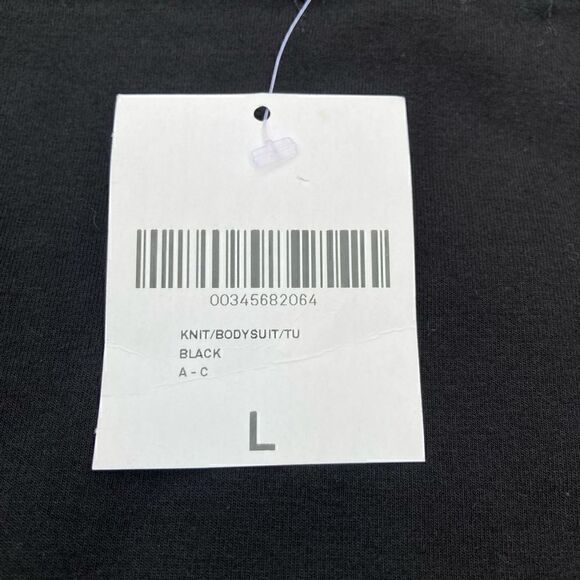 00345682064
KNIT/BODYSUIT/TU
BLACK
A - C
L